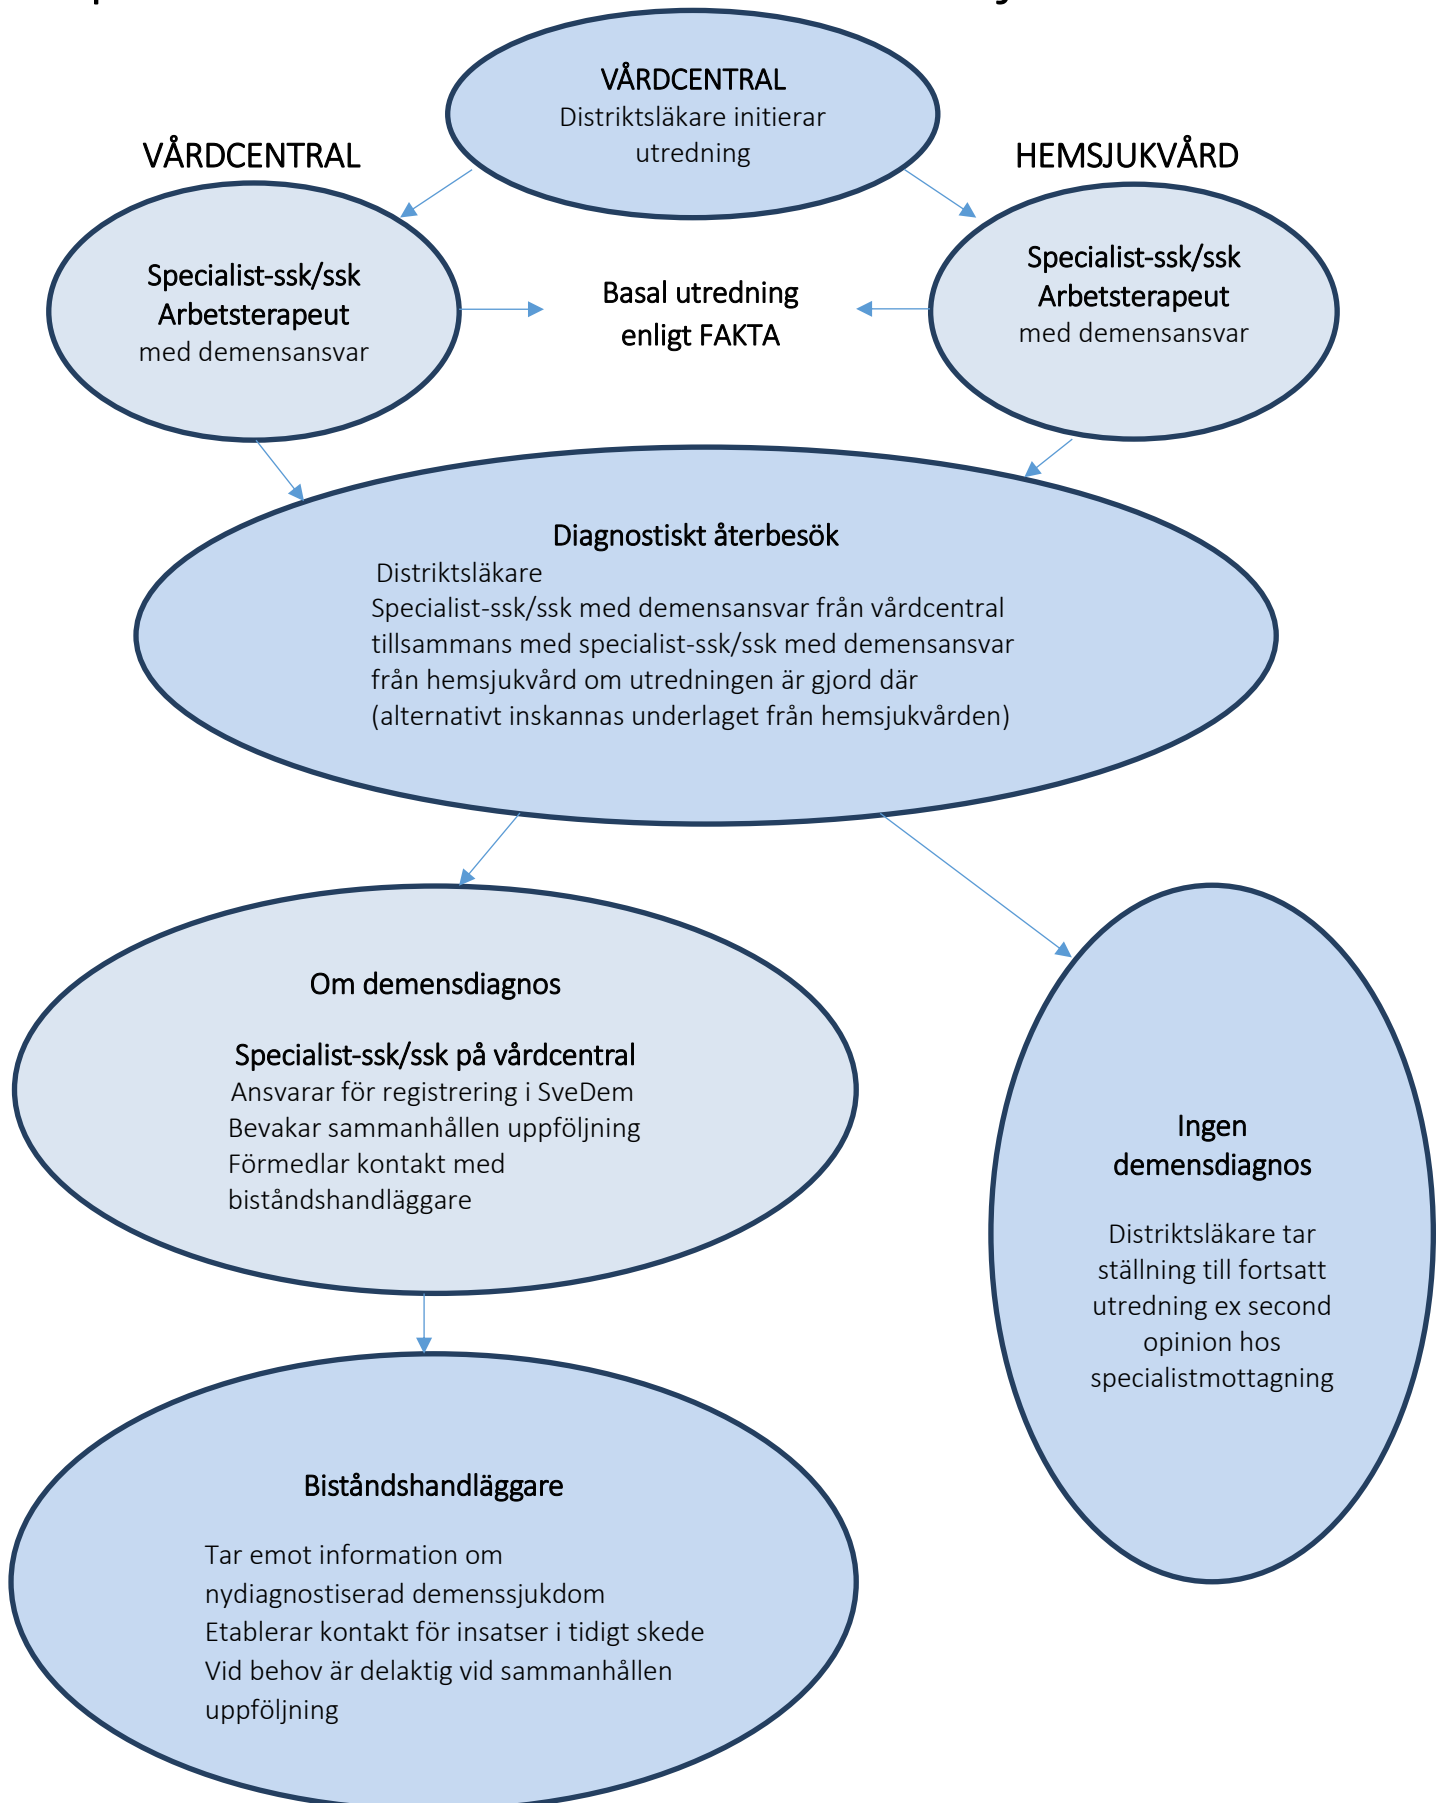 VÅRDCENTRAL
Distriktsläkare initierar
utredning
VÅRDCENTRAL
HEMSJUKVÅRD
Specialist-ssk/ssk
Arbetsterapeut
med demensansvar
Basal utredning
enligt FAKTA
Specialist-ssk/ssk
Arbetsterapeut
med demensansvar
Diagnostiskt återbesök
Distriktsläkare
Specialist-ssk/ssk med demensansvar från vårdcentral
tillsammans med specialist-ssk/ssk med demensansvar
från hemsjukvård om utredningen är gjord där
(alternativt inskannas underlaget från hemsjukvården)
Om demensdiagnos
Specialist-ssk/ssk på vårdcentral
Ansvarar för registrering i SveDem
Bevakar sammanhållen uppföljning
Förmedlar kontakt med
biståndshandläggare
Ingen
demensdiagnos
Distriktsläkare tar
ställning till fortsatt
utredning ex second
opinion hos
specialistmottagning
Biståndshandläggare
Tar emot information om
nydiagnostiserad demenssjukdom
Etablerar kontakt för insatser i tidigt skede
Vid behov är delaktig vid sammanhållen
uppföljning